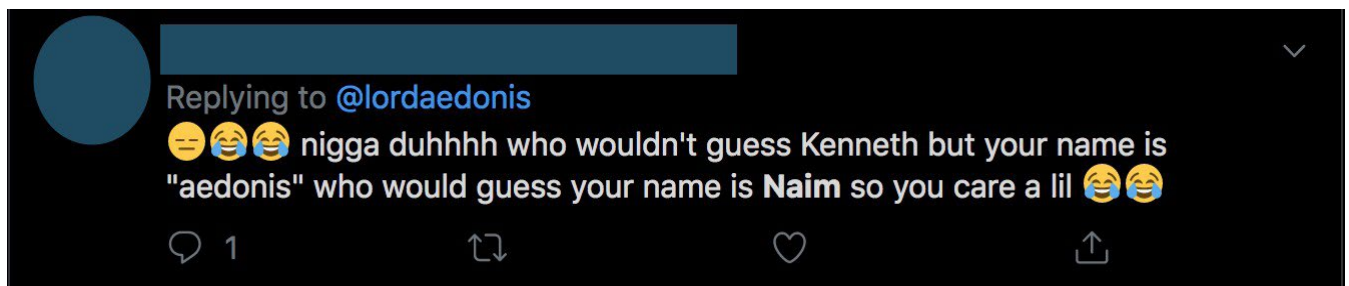 Replying to @lordaedonis
😑😂😂 nigga duhhhh who wouldn't guess Kenneth but your name is
"aedonis" who would guess your name is Naim so you care a lil 😂😂
1